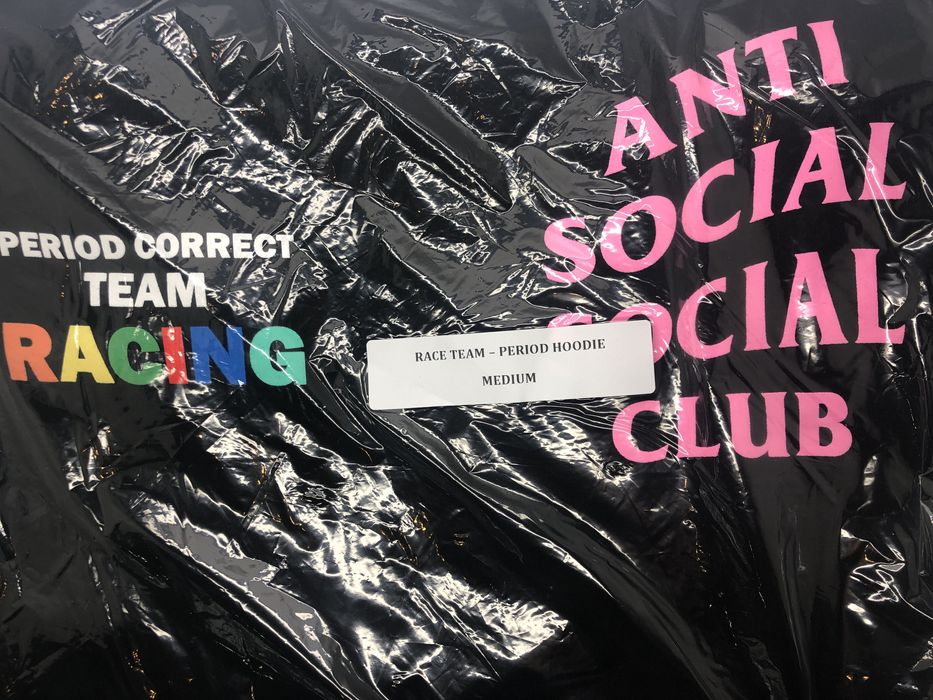 PERIOD CORRECT
TEAM
RACING
RACE TEAM – PERIOD HOODIE
MEDIUM
ANTI
SOCIAL
SOCIAL
CLUB